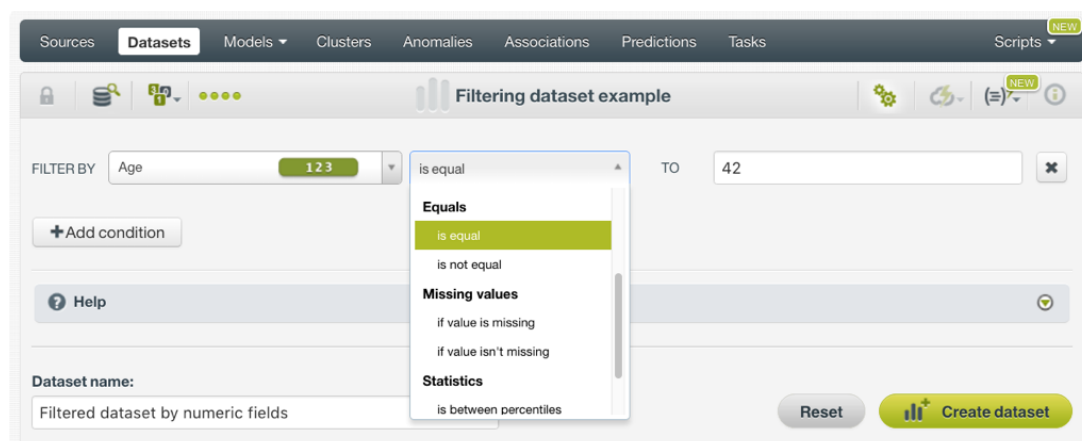 NEW
Sources Datasets Models Clusters Anomalies Associations Predictions Tasks Scripts
Filtering dataset example (=) NEW
FILTER BY Age 123 is equal TO 42
Equals
+Add condition is equal
is not equal
Help Missing values
if value is missing
if value isn't missing
Dataset name: Statistics
Filtered dataset by numeric fields is between percentiles Reset Create dataset